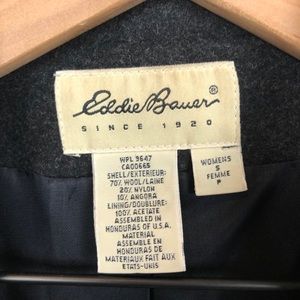 Eddie Bauer®
SINCE 1920
WPL 9647
CA00665
SHELL/EXTERIEUR:
70% WOOL/LAINE
20% NYLON
10% ANGORA
LINING/DOUBLURE:
100% ACETATE
ASSEMBLED IN
HONDURAS OF U.S.A.
MATERIAL
ASSEMBLE EN
HONDURAS DE
MATERIAUX FAIT AUX
ETATS-UNIS
WOMENS
S
FEMME
P